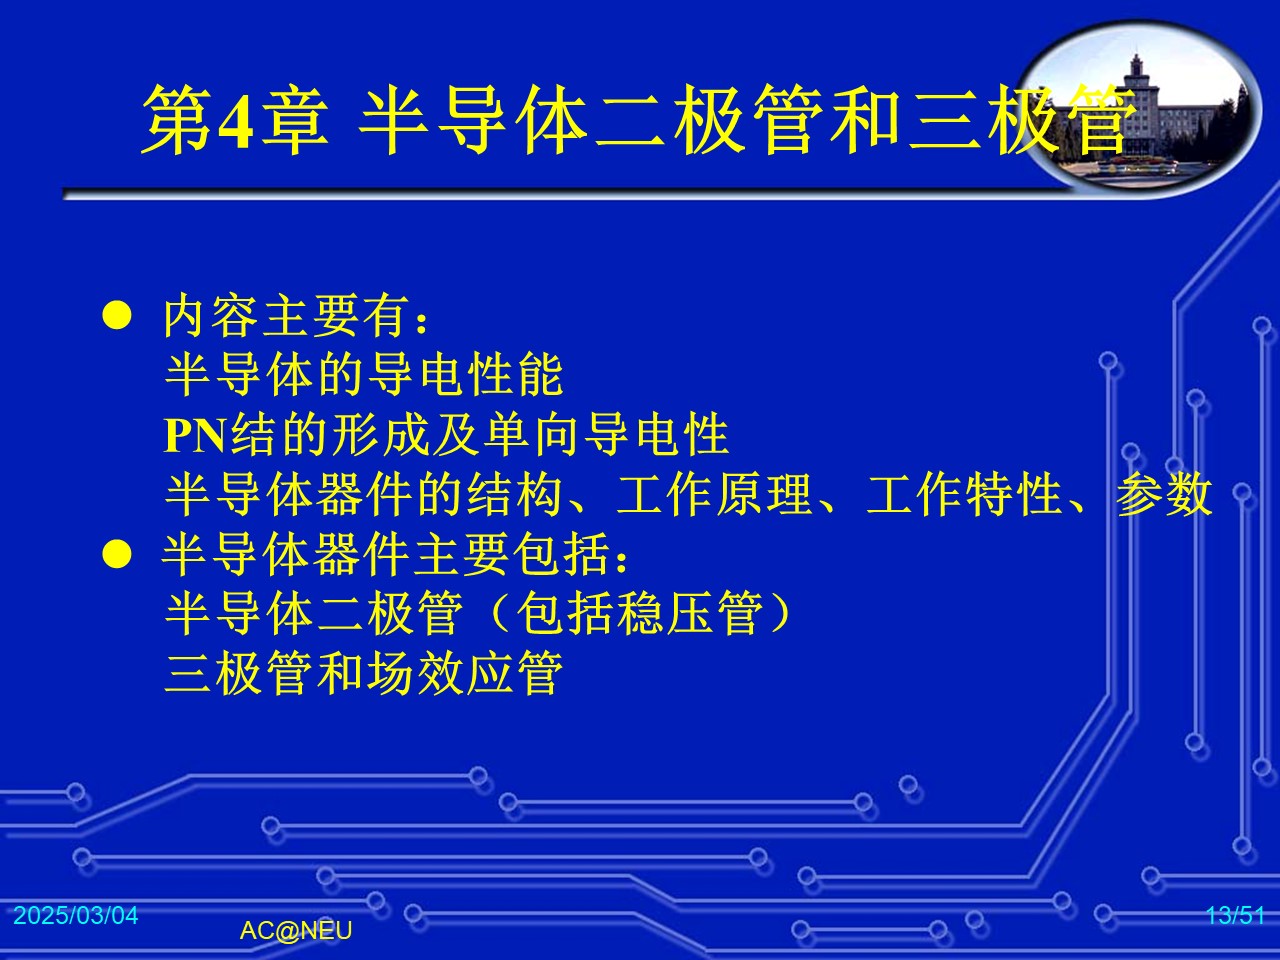 第4章 半导体二极管和三极管
● 内容主要有：
半导体的导电性能
PN结的形成及单向导电性
半导体器件的结构、工作原理、工作特性、参数
● 半导体器件主要包括：
半导体二极管（包括稳压管）
三极管和场效应管
2025/03/04
AC@NEU
13/51